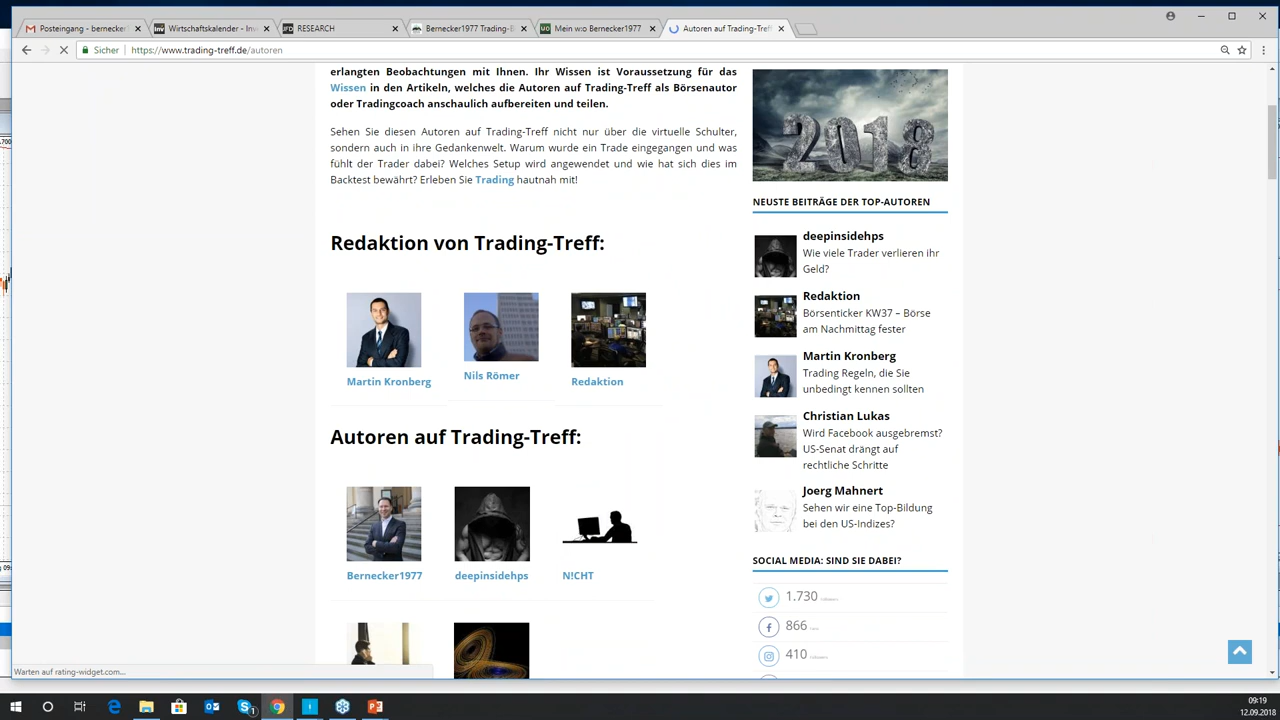 Posteingang - bernecke
Wirtschaftskalender - Inv
RESEARCH
Bernecker1977 Trading-B
Mein w:o Bernecker1977
Autoren auf Trading-Treff
Sicher
https://www.trading-treff.de/autoren
erlangten Beobachtungen mit Ihnen. Ihr Wissen ist Voraussetzung für das
Wissen in den Artikeln, welches die Autoren auf Trading-Treff als Börsenautor
oder Tradingcoach anschaulich aufbereiten und teilen.
Sehen Sie diesen Autoren auf Trading-Treff nicht nur über die virtuelle Schulter,
sondern auch in ihre Gedankenwelt. Warum wurde ein Trade eingegangen und was
fühlt der Trader dabei? Welches Setup wird angewendet und wie hat sich dies im
Backtest bewährt? Erleben Sie Trading hautnah mit!
Redaktion von Trading-Treff:
Martin Kronberg
Nils Römer
Redaktion
Autoren auf Trading-Treff:
Bernecker1977
deepinsidehps
N!CHT
2018
NEUSTE BEITRÄGE DER TOP-AUTOREN
deepinsidehps
Wie viele Trader verlieren ihr
Geld?
Redaktion
Börsenticker KW37 – Börse
am Nachmittag fester
Martin Kronberg
Trading Regeln, die Sie
unbedingt kennen sollten
Christian Lukas
Wird Facebook ausgebremst?
US-Senat drängt auf
rechtliche Schritte
Joerg Mahnert
Sehen wir eine Top-Bildung
bei den US-Indizes?
SOCIAL MEDIA: SIND SIE DABEI?
1.730
866
410
Warten auf rating-widget.com...
09:19
12.09.2018